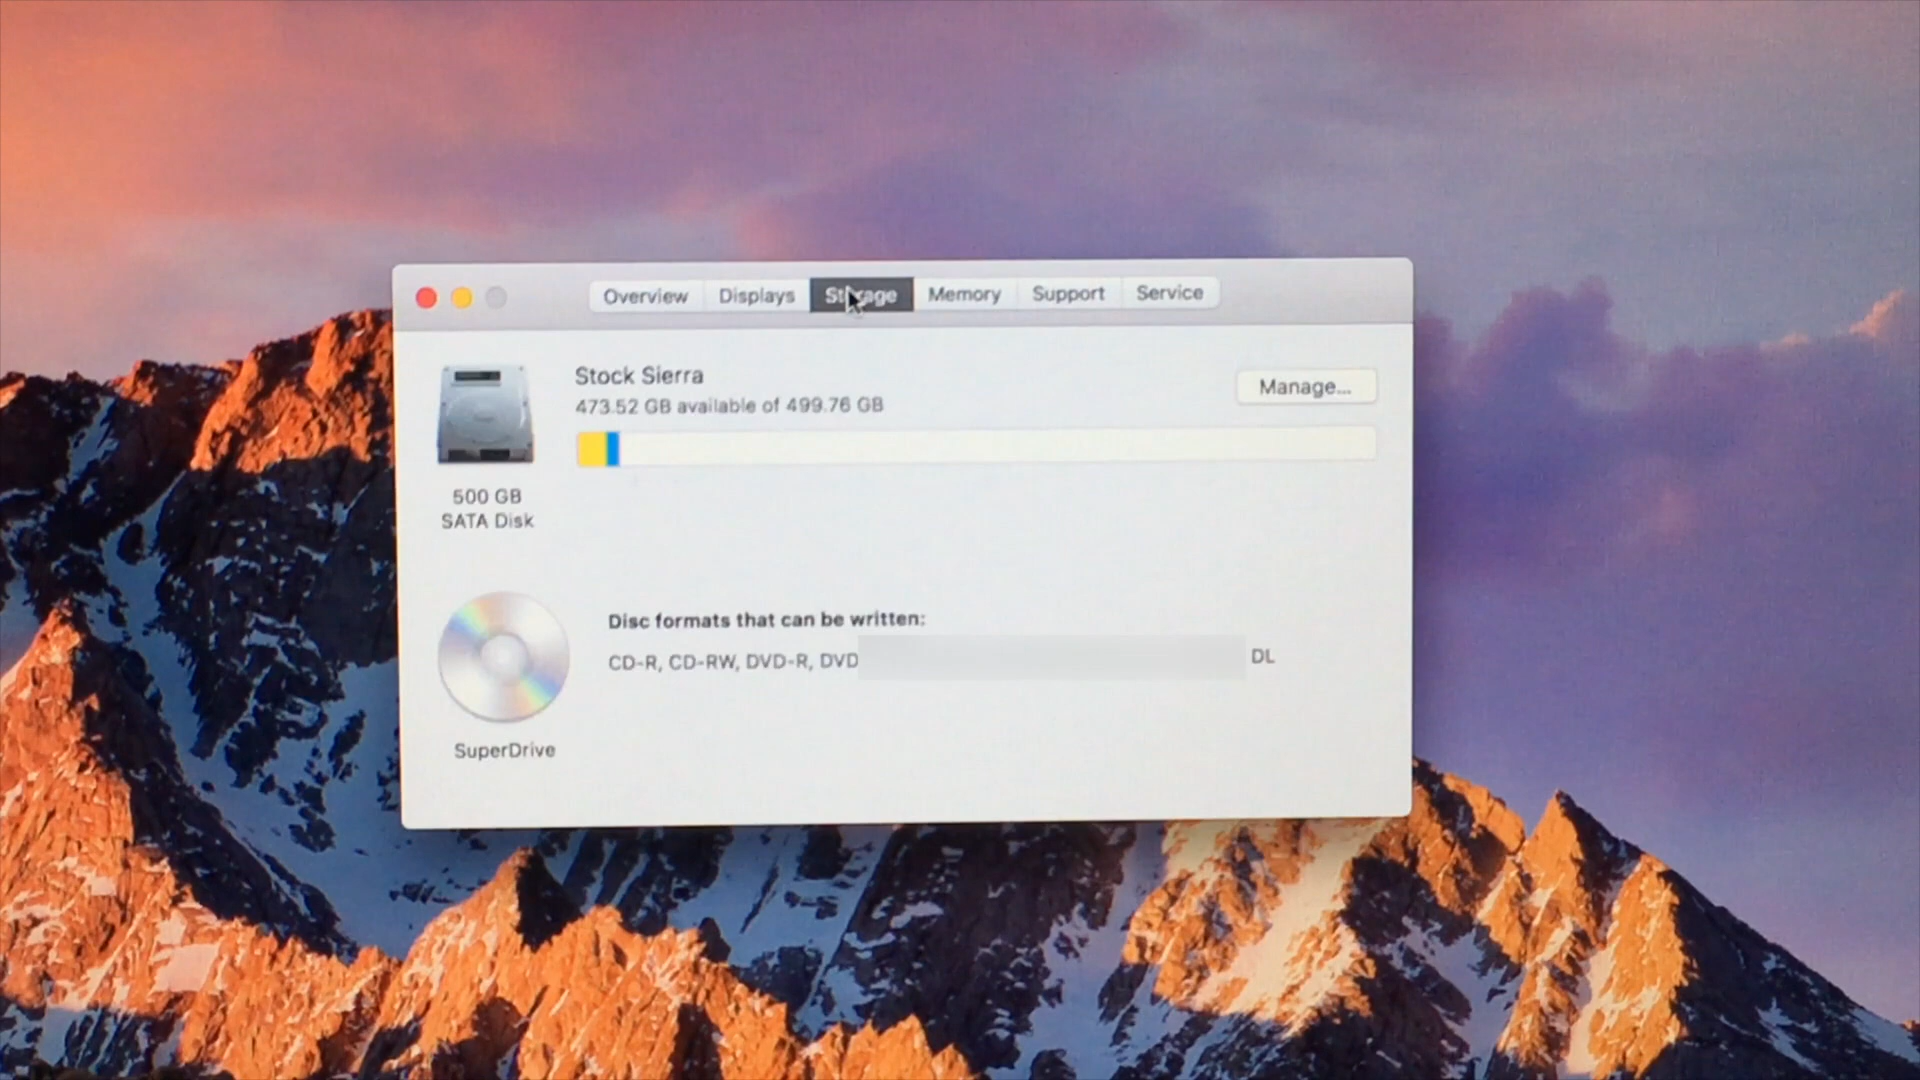 Overview Displays Storage Memory Support Service
Stock Sierra
473.52 GB available of 499.76 GB
Manage...
500 GB
SATA Disk
Disc formats that can be written:
CD-R, CD-RW, DVD-R, DVD DL
SuperDrive